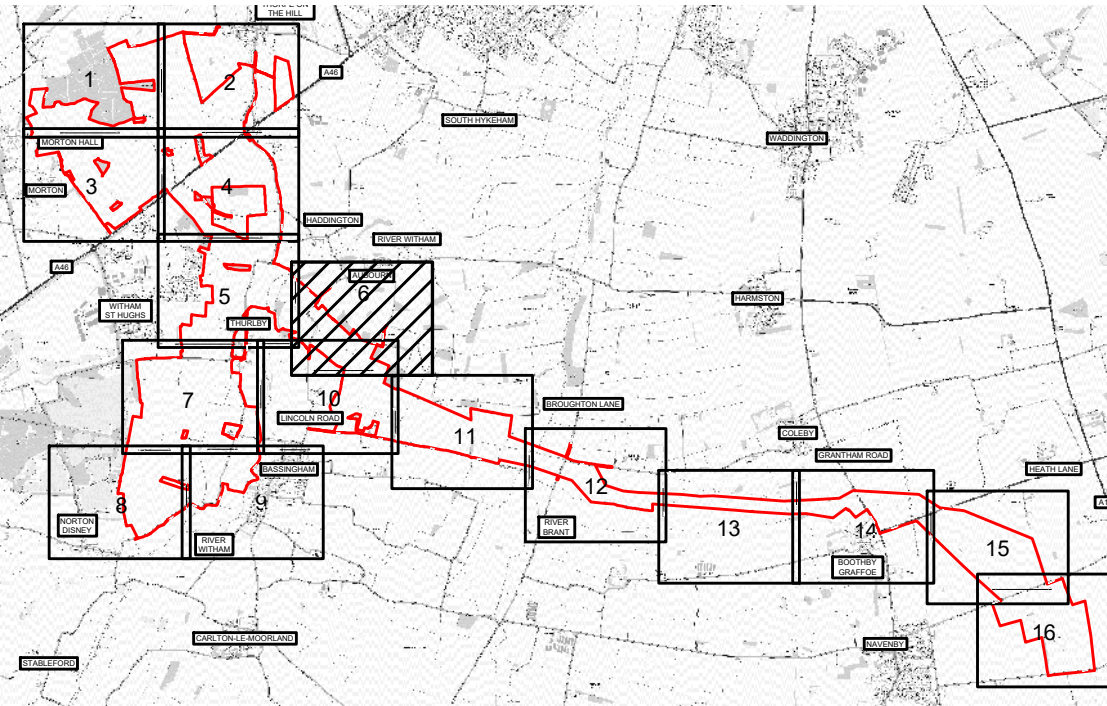 THE HILL
1
2
A46
SOUTH HYKEHAM
WADDINGTON
MORTON HALL
3
4
MORTON
HADDINGTON
RIVER WITHAM
A46
AUBOURN
6
5
WITHAM
ST HUGHS
THURLBY
HARMSTON
7
10
LINCOLN ROAD
BROUGHTON LANE
11
COLEBY
GRANTHAM ROAD
BASSINGHAM
HEATH LANE
8
9
12
NORTON
DISNEY
RIVER
WITHAM
RIVER
BRANT
13
14
15
BOOTHBY
GRAFFOE
CARLTON-LE-MOORLAND
STABLEFORD
NAVENBY
16